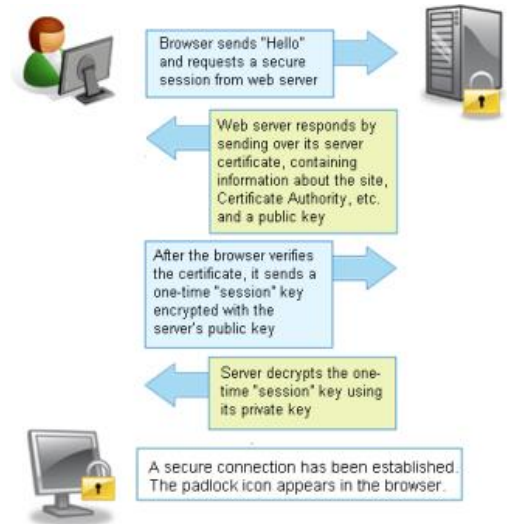 Browser sends "Hello"
and requests a secure
session from web server
Web server responds by
sending over its server
certificate, containing
information about the site,
Certificate Authority, etc.
and a public key
After the browser verifies
the certificate, it sends a
one-time "session" key
encrypted with the
server's public key
Server decrypts the one-
time "session" key using
its private key
A secure connection has been established.
The padlock icon appears in the browser.